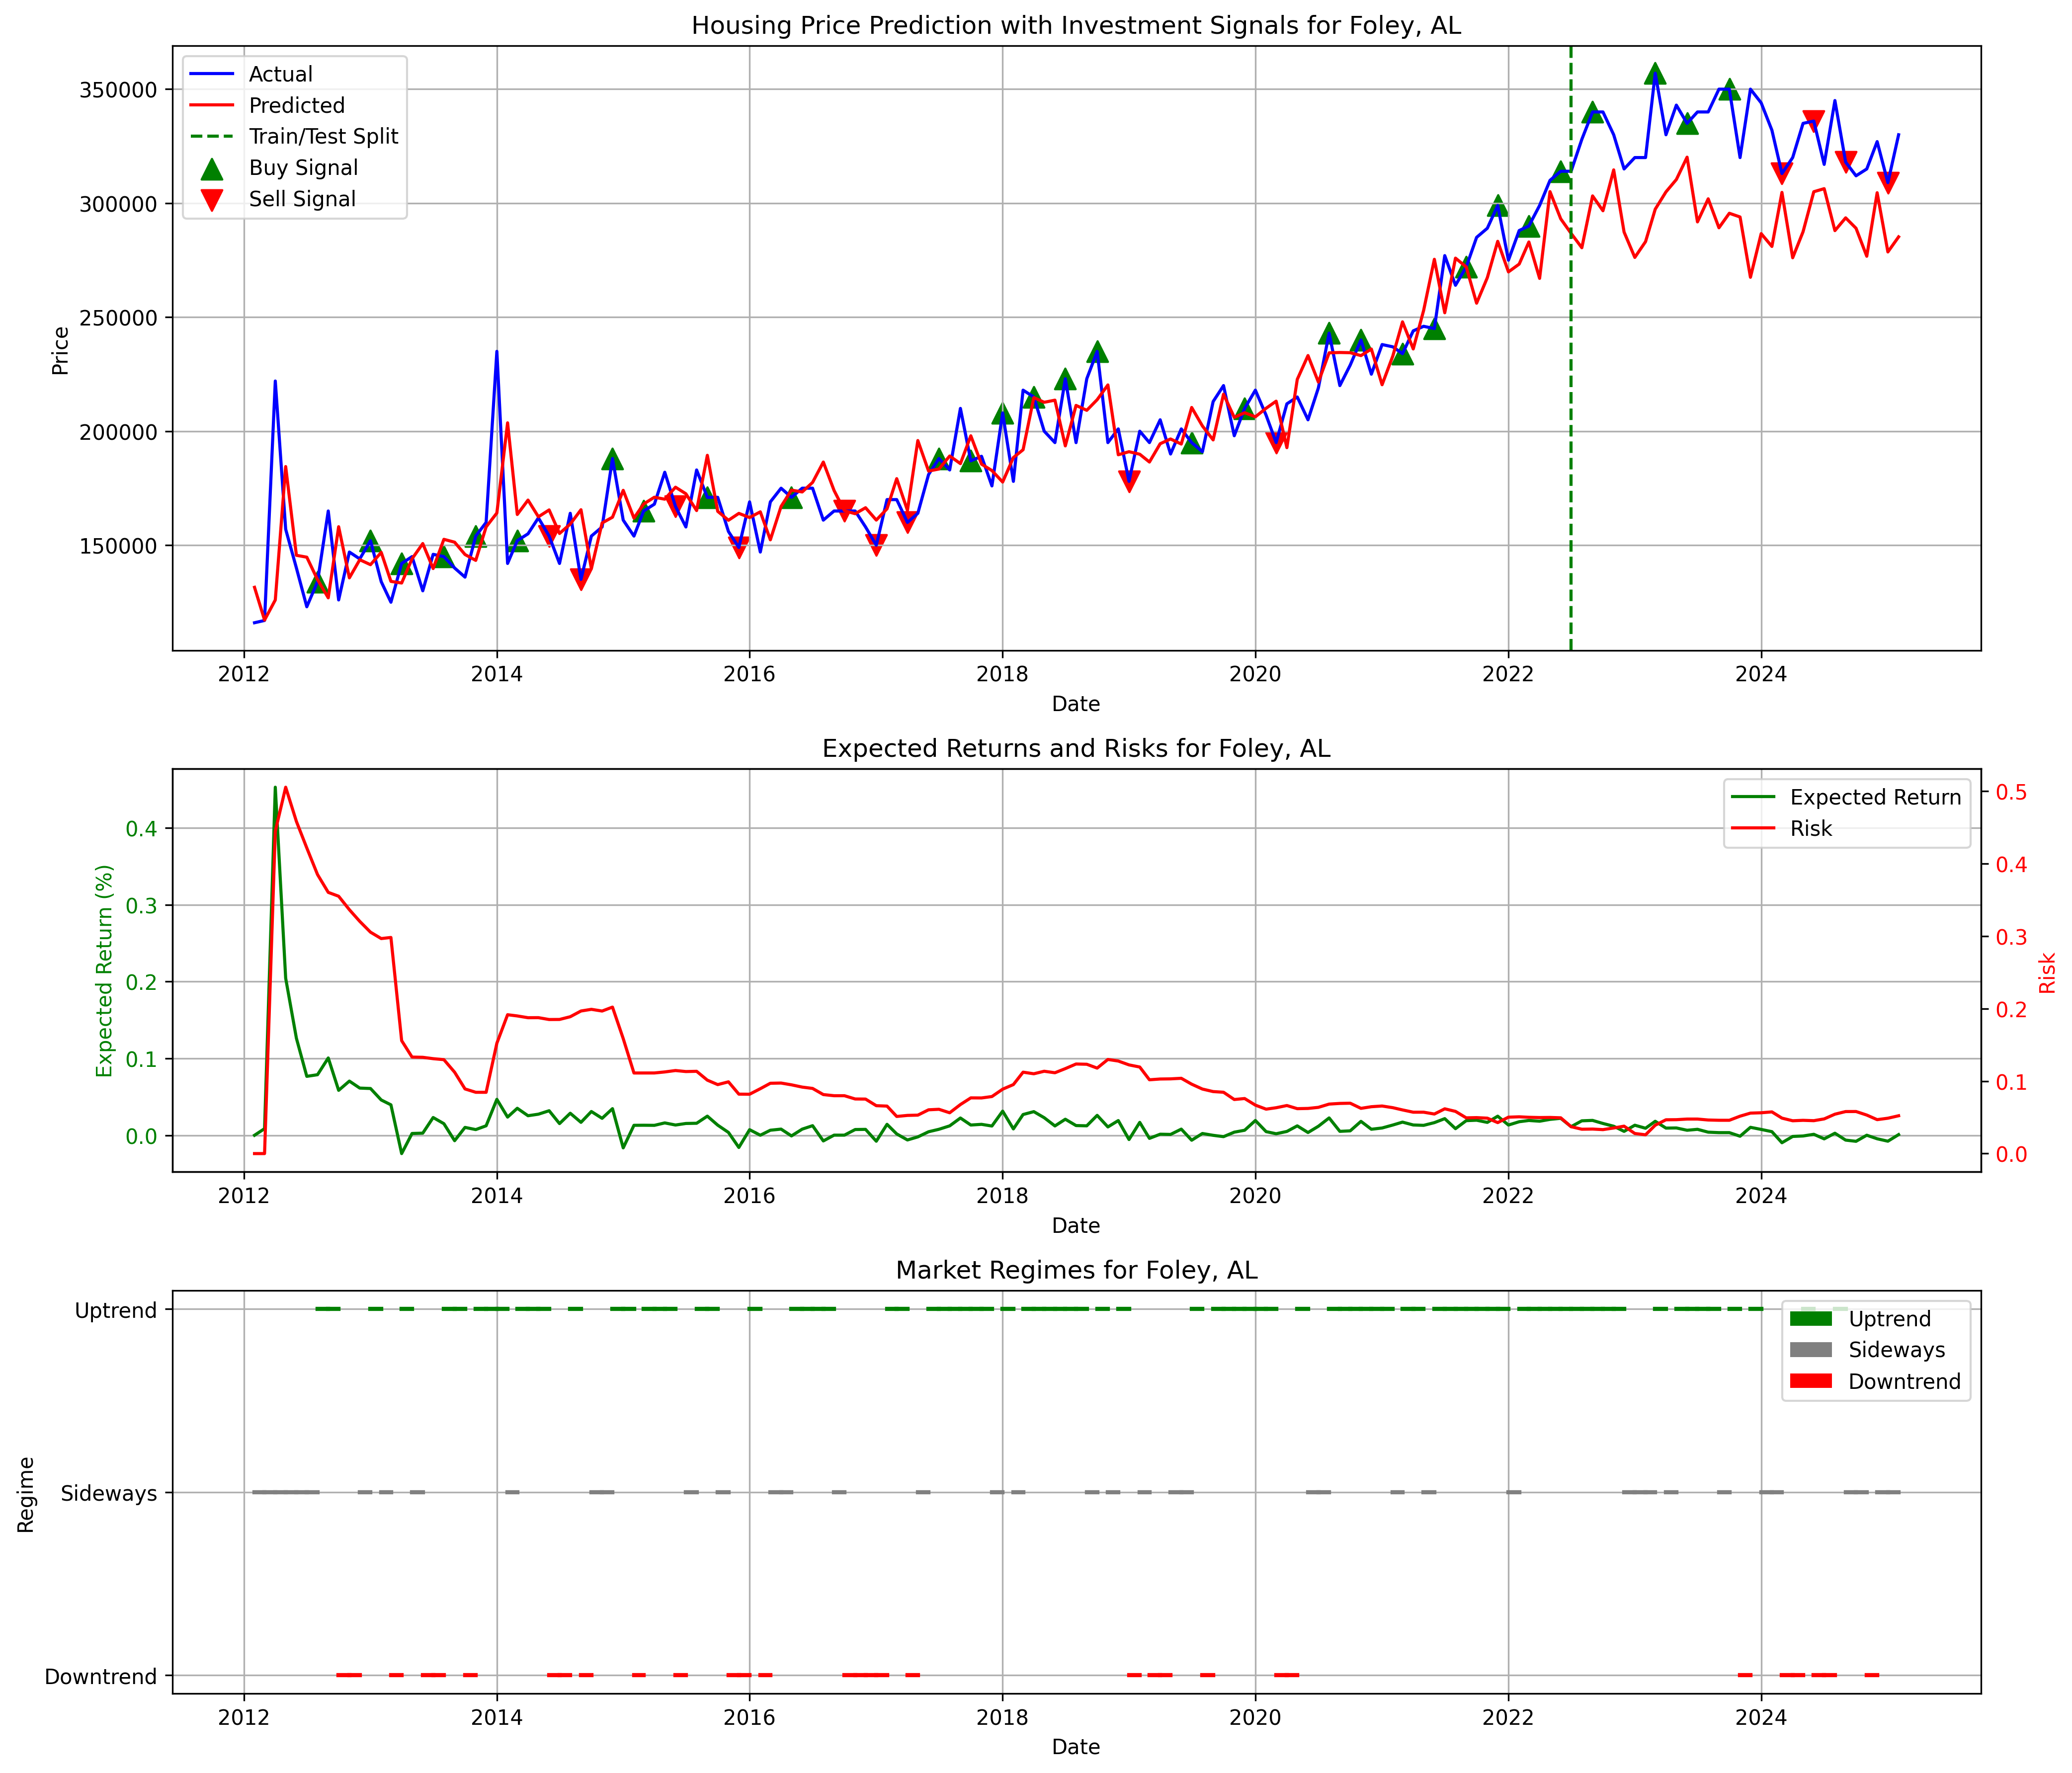 Housing Price Prediction with Investment Signals for Foley, AL
Actual
Predicted
Train/Test Split
Buy Signal
Sell Signal
Price
350000
300000
250000
200000
150000
2012 2014 2016 2018 2020 2022 2024
Date
Expected Returns and Risks for Foley, AL
Expected Return
Risk
Expected Return (%)
0.4
0.3
0.2
0.1
0.0
Risk
0.5
0.4
0.3
0.2
0.1
0.0
2012 2014 2016 2018 2020 2022 2024
Date
Market Regimes for Foley, AL
Uptrend
Sideways
Downtrend
Regime
Uptrend
Sideways
Downtrend
2012 2014 2016 2018 2020 2022 2024
Date